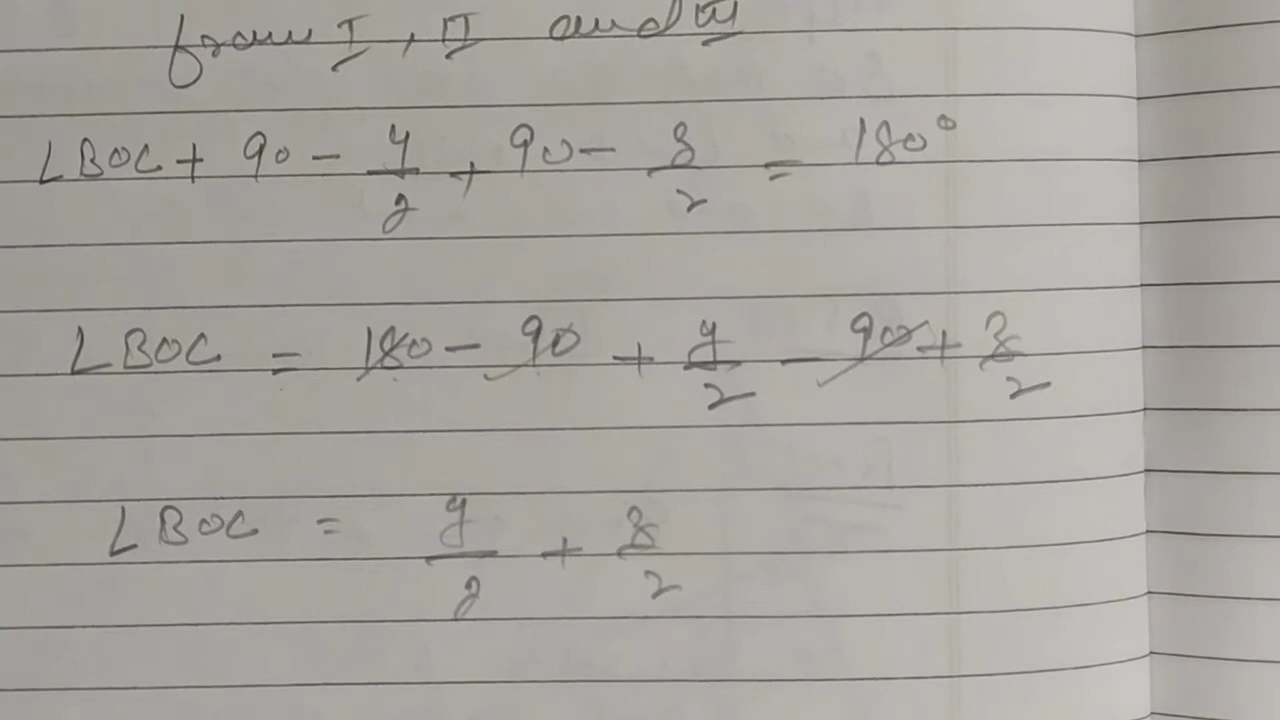 from I, II and III
∠BOC + 90 - y/2 + 90 - z/2 = 180°
∠BOC = 180 - 90 + y/2 - 90 + z/2
∠BOC = y/2 + z/2